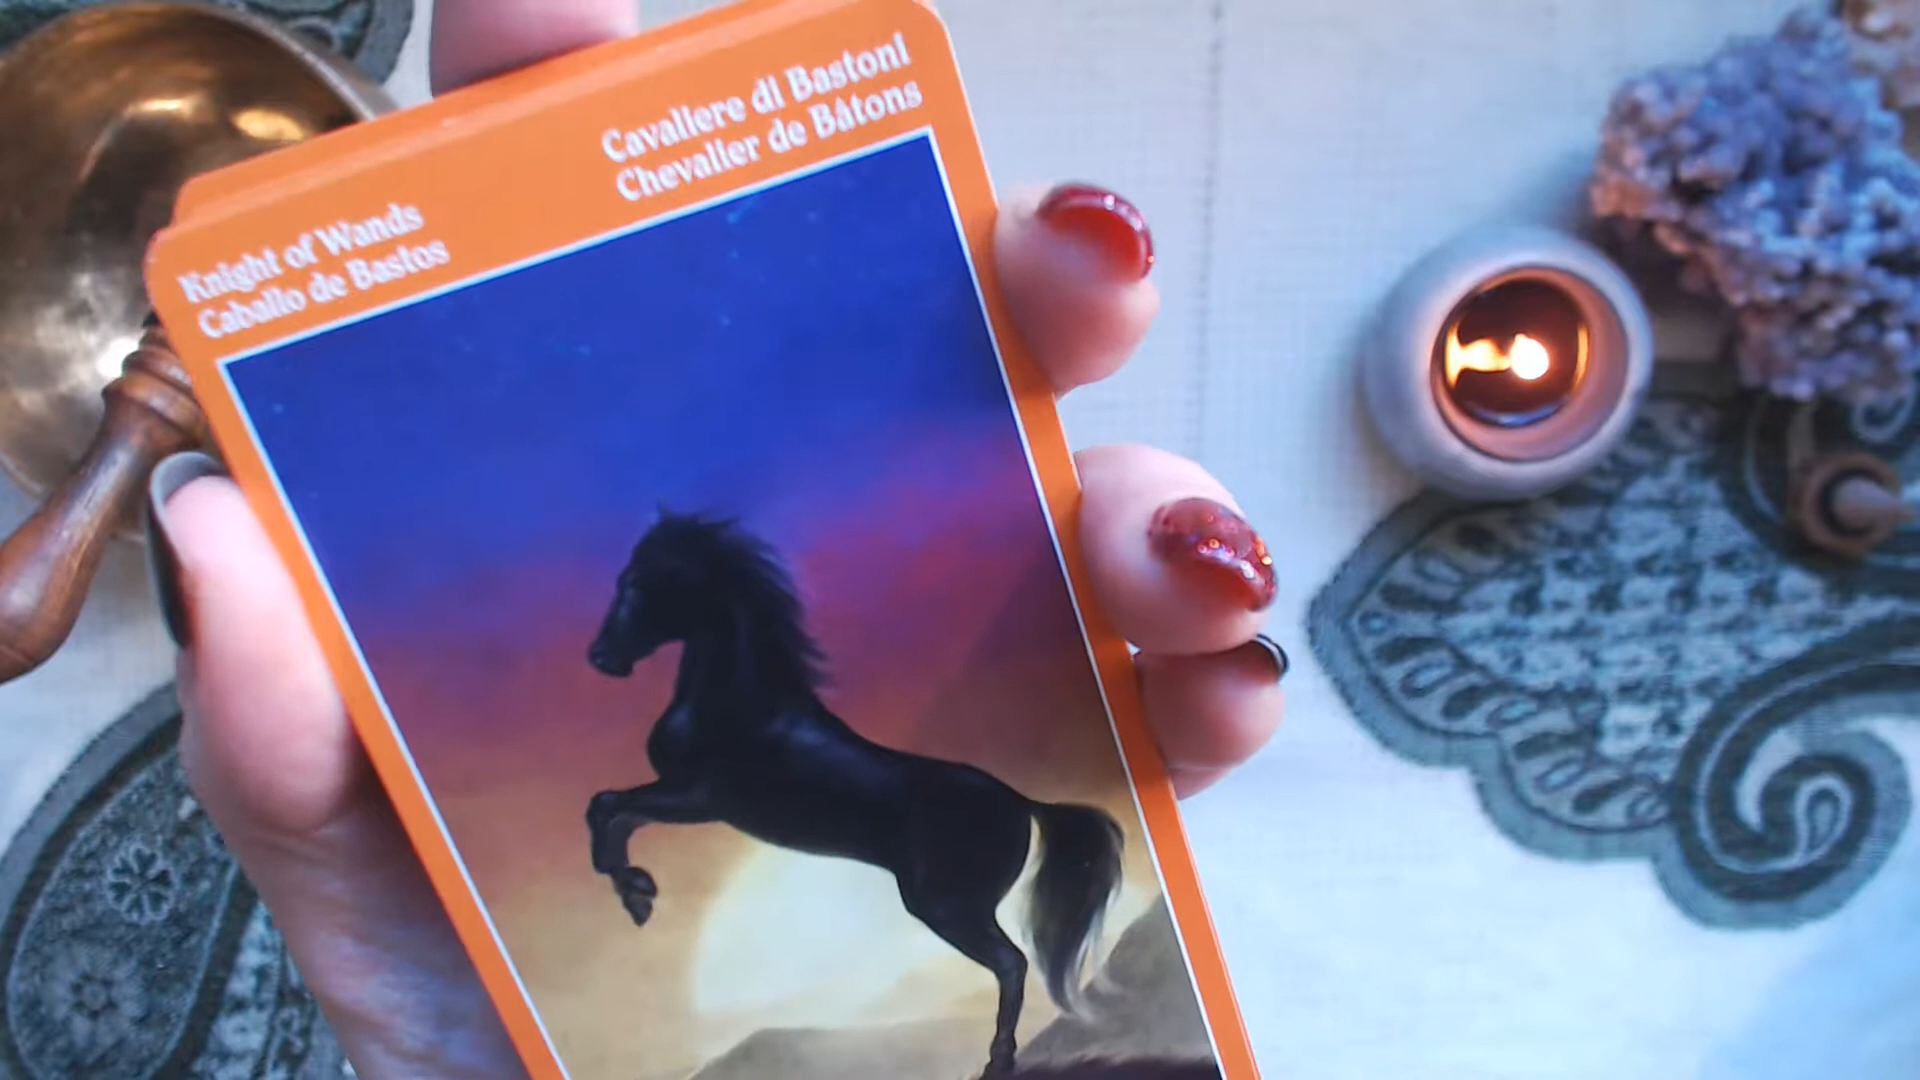 Knight of Wands
Caballo de Bastos
Cavaliere di Bastoni
Chevalier de Bâtons